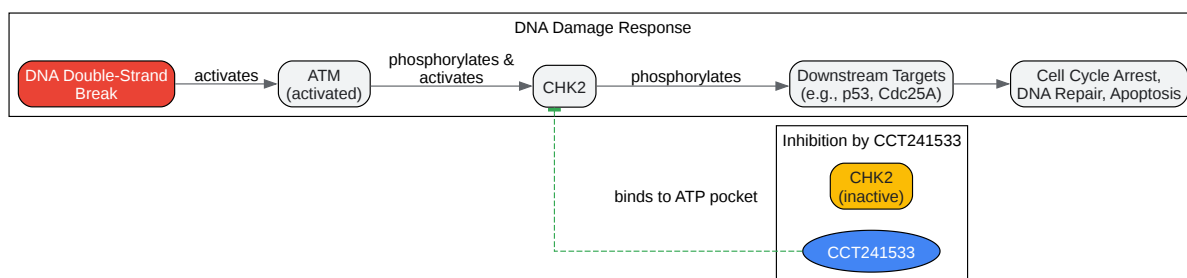 DNA Damage Response
DNA Double-Strand
Break
activates
ATM
(activated)
phosphorylates &
activates
CHK2
phosphorylates
Downstream Targets
(e.g., p53, Cdc25A)
Cell Cycle Arrest,
DNA Repair, Apoptosis
Inhibition by CCT241533
CHK2
(inactive)
binds to ATP pocket
CCT241533